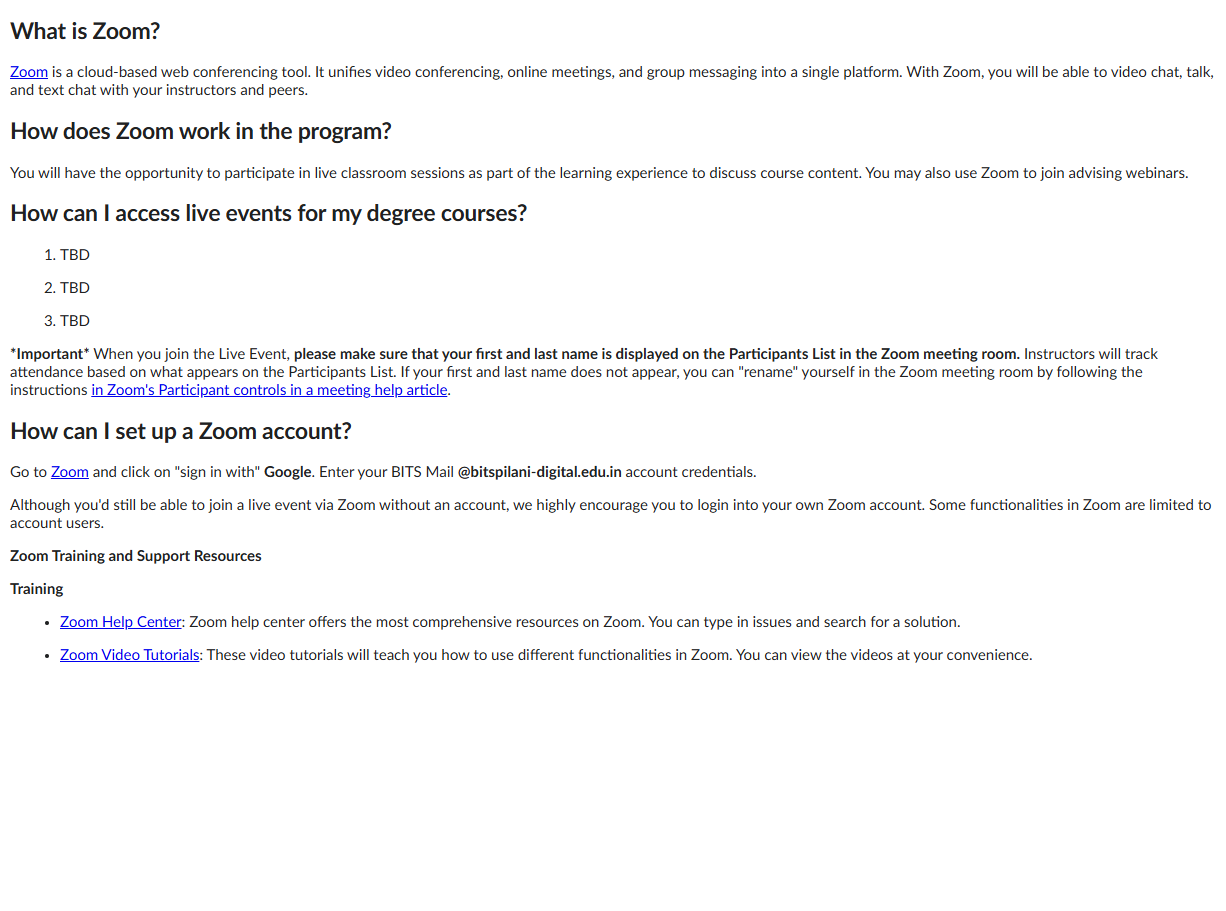 What is Zoom?
Zoom is a cloud-based web conferencing tool. It unifies video conferencing, online meetings, and group messaging into a single platform. With Zoom, you will be able to video chat, talk,
and text chat with your instructors and peers.
How does Zoom work in the program?
You will have the opportunity to participate in live classroom sessions as part of the learning experience to discuss course content. You may also use Zoom to join advising webinars.
How can I access live events for my degree courses?
1. TBD
2. TBD
3. TBD
*Important* When you join the Live Event, please make sure that your first and last name is displayed on the Participants List in the Zoom meeting room. Instructors will track
attendance based on what appears on the Participants List. If your first and last name does not appear, you can "rename" yourself in the Zoom meeting room by following the
instructions in Zoom's Participant controls in a meeting help article.
How can I set up a Zoom account?
Go to Zoom and click on "sign in with" Google. Enter your BITS Mail @bitspilani-digital.edu.in account credentials.
Although you'd still be able to join a live event via Zoom without an account, we highly encourage you to login into your own Zoom account. Some functionalities in Zoom are limited to
account users.
Zoom Training and Support Resources
Training
• Zoom Help Center: Zoom help center offers the most comprehensive resources on Zoom. You can type in issues and search for a solution.
• Zoom Video Tutorials: These video tutorials will teach you how to use different functionalities in Zoom. You can view the videos at your convenience.